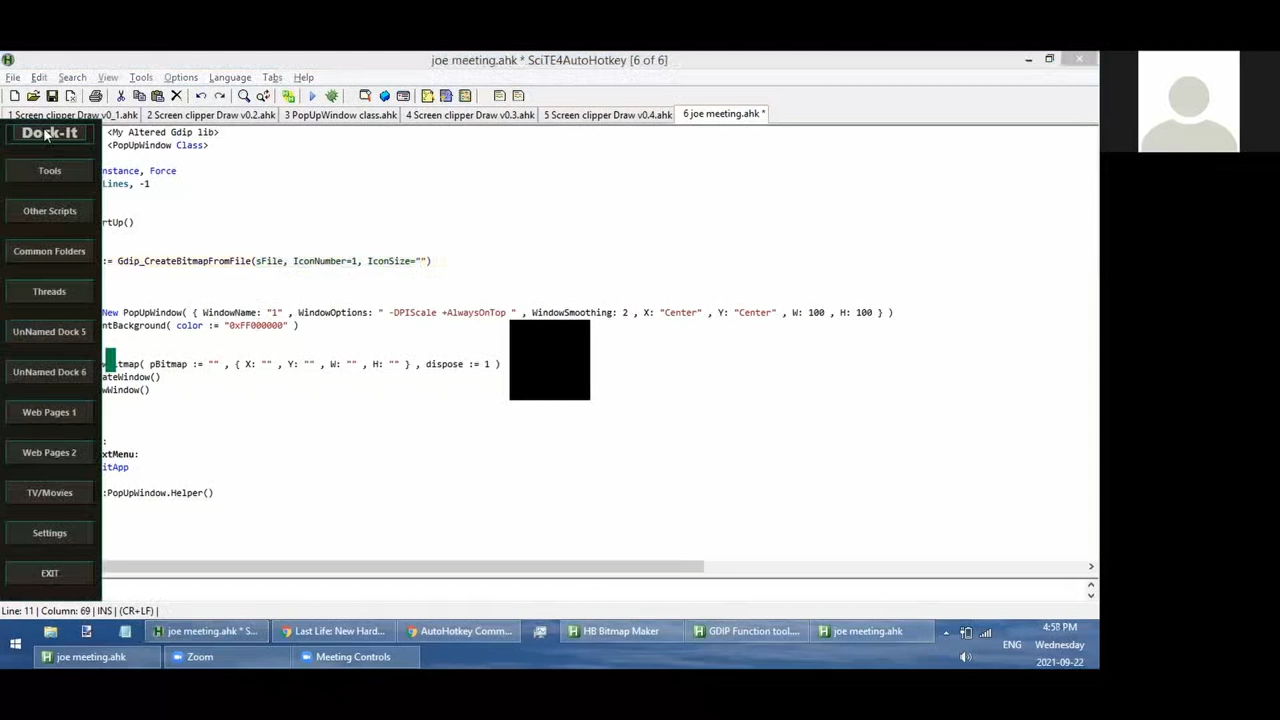 joe meeting.ahk * SciTE4AutoHotkey [6 of 6]
File Edit Search View Tools Options Language Tabs Help
1 Screen clipper Draw v0_1.ahk 2 Screen clipper Draw v0.2.ahk 3 PopUpWindow class.ahk 4 Screen clipper Draw v0.3.ahk 5 Screen clipper Draw v0.4.ahk 6 joe meeting.ahk *
Dock-It
Tools
Other Scripts
Common Folders
Threads
UnNamed Dock 5
UnNamed Dock 6
Web Pages 1
Web Pages 2
TV/Movies
Settings
EXIT
<My Altered Gdip lib>
<PopUpWindow Class>
nstance, Force
Lines, -1
rtUp()
:= Gdip_CreateBitmapFromFile(sFile, IconNumber=1, IconSize="")
New PopUpWindow( { WindowName: "1" , WindowOptions: " -DPIScale +AlwaysOnTop " , WindowSmoothing: 2 , X: "Center" , Y: "Center" , W: 100 , H: 100 } )
ntBackground( color := "0xFF000000" )
itmap( pBitmap := "" , { X: "" , Y: "" , W: "" , H: "" } , dispose := 1 )
ateWindow()
wWindow()
:
xtMenu:
itApp
:PopUpWindow.Helper()
Line: 11 | Column: 69 | INS | (CR+LF) |
joe meeting.ahk * S... Last Life: New Hard... AutoHotkey Comm... HB Bitmap Maker GDIP Function tool.... joe meeting.ahk
joe meeting.ahk Zoom Meeting Controls
ENG
4:58 PM
Wednesday
2021-09-22